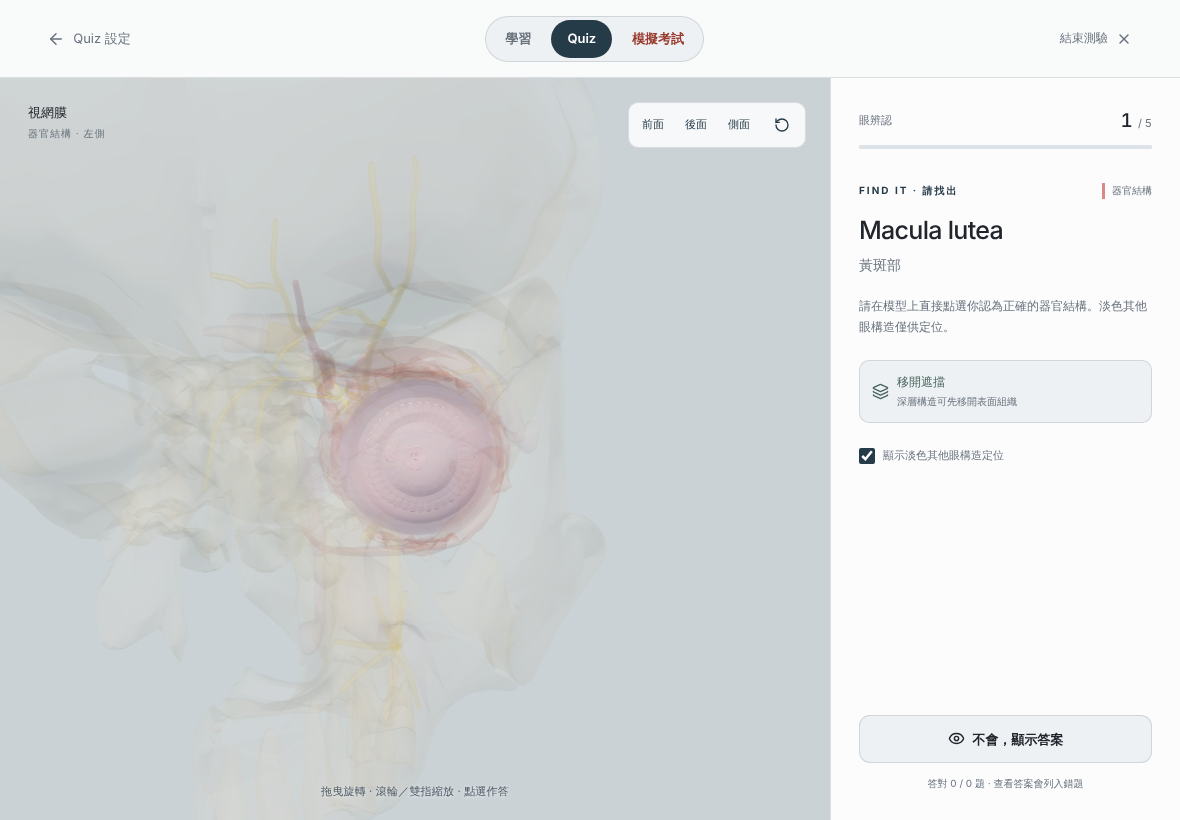 Quiz 設定
學習
Quiz
模擬考試
結束測驗
視網膜
器官結構 · 左側
前面
後面
側面
眼辨認
1 / 5
FIND IT · 請找出
器官結構
Macula lutea
黃斑部
請在模型上直接點選你認為正確的器官結構。淡色其他
眼構造僅供定位。
移開遮擋
深層構造可先移開表面組織
顯示淡色其他眼構造定位
不會，顯示答案
答對 0 / 0 題 · 查看答案會列入錯題
拖曳旋轉 · 滾輪／雙指縮放 · 點選作答